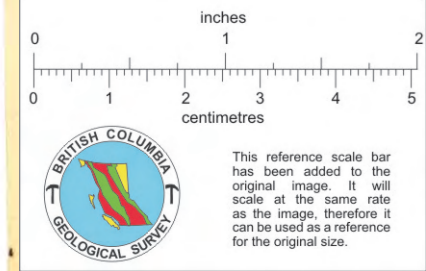 inches
0 1 2
0 1 2 3 4 5
centimetres
BRITISH COLUMBIA
GEOLOGICAL SURVEY
This reference scale bar
has been added to the
original image. It will
scale at the same rate
as the image, therefore it
can be used as a reference
for the original size.